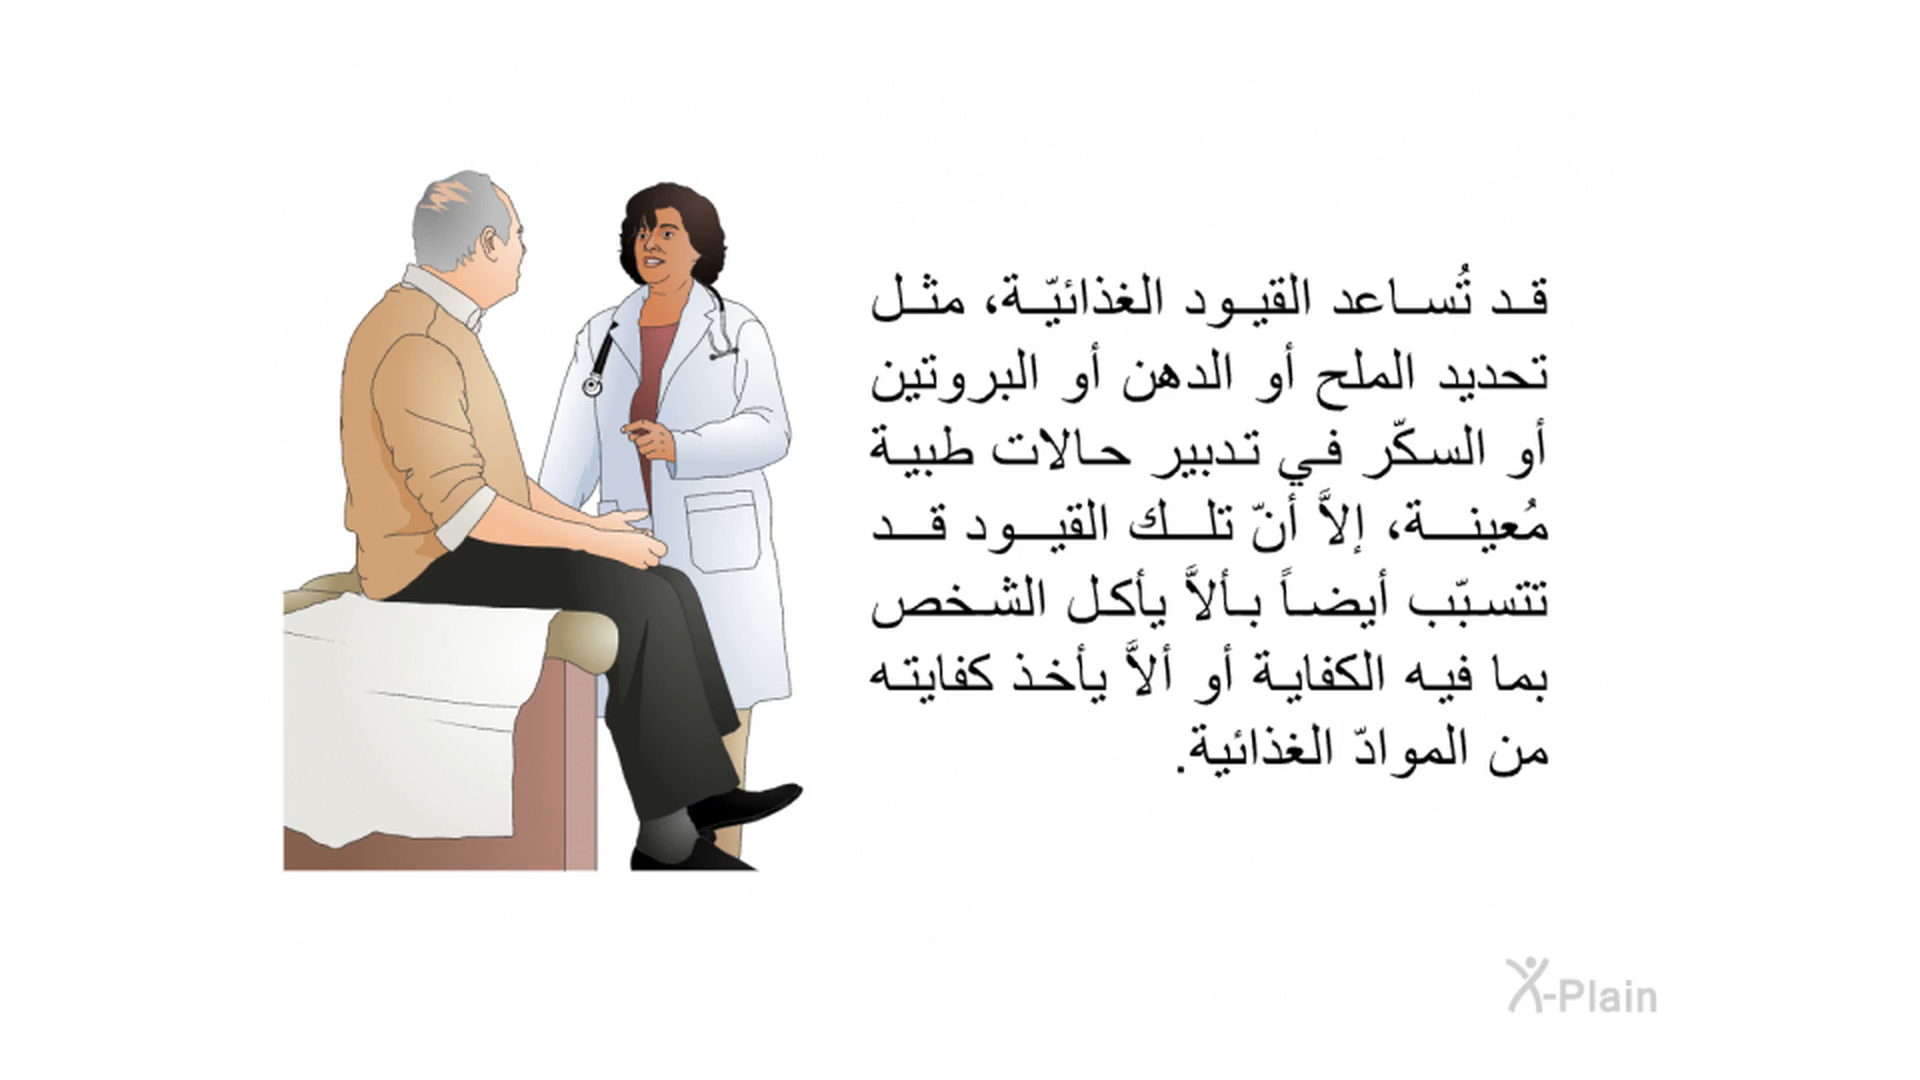 قد تُساعد القيود الغذائيّة، مثل
تحديد الملح أو الدهن أو البروتين
أو السكّر في تدبير حالات طبية
مُعينة، إلاَّ أنّ تلك القيود قد
تتسبّب أيضاً بألاَّ يأكل الشخص
بما فيه الكفاية أو ألاَّ يأخذ كفايته
من الموادّ الغذائية.
X-Plain